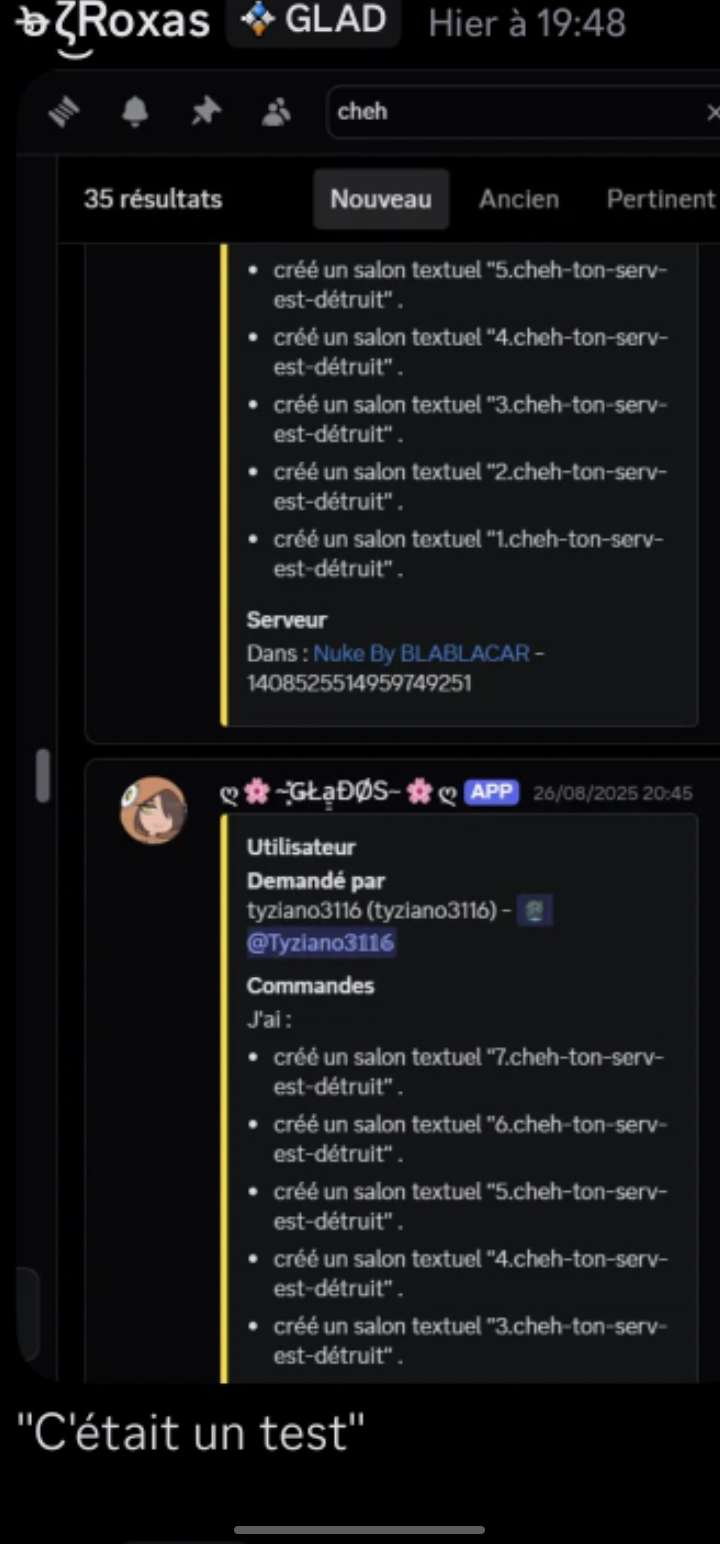 Roxas GLAD Hier à 19:48
cheh
35 résultats Nouveau Ancien Pertinent
• créé un salon textuel "5.cheh-ton-serv-
est-détruit" .
• créé un salon textuel "4.cheh-ton-serv-
est-détruit" .
• créé un salon textuel "3.cheh-ton-serv-
est-détruit" .
• créé un salon textuel "2.cheh-ton-serv-
est-détruit" .
• créé un salon textuel "1.cheh-ton-serv-
est-détruit" .
Serveur
Dans : Nuke By BLABLACAR -
1408525514959749251
ღ 🌸 ~GŁaĐØS~ 🌸 ღ APP 26/08/2025 20:45
Utilisateur
Demandé par
tyziano3116 (tyziano3116) -
@Tyziano3116
Commandes
J'ai :
• créé un salon textuel "7.cheh-ton-serv-
est-détruit" .
• créé un salon textuel "6.cheh-ton-serv-
est-détruit" .
• créé un salon textuel "5.cheh-ton-serv-
est-détruit" .
• créé un salon textuel "4.cheh-ton-serv-
est-détruit" .
• créé un salon textuel "3.cheh-ton-serv-
est-détruit" .
"C'était un test"